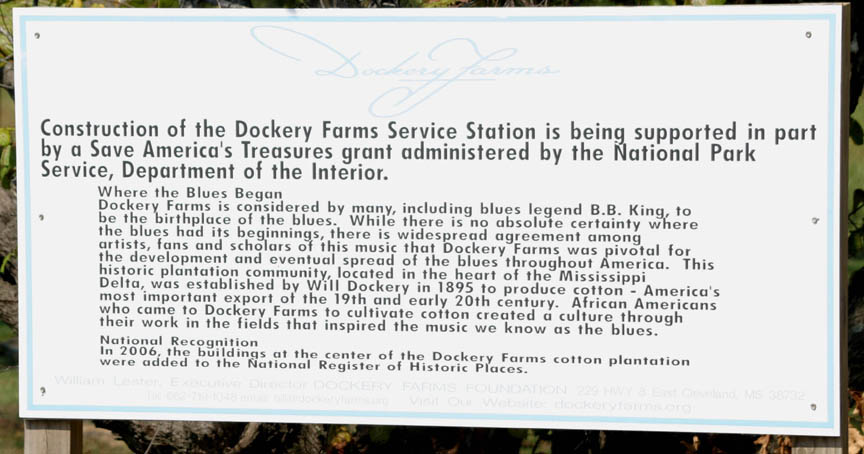 Dockery Farms
Construction of the Dockery Farms Service Station is being supported in part
by a Save America's Treasures grant administered by the National Park
Service, Department of the Interior.
Where the Blues Began
Dockery Farms is considered by many, including blues legend B.B. King, to
be the birthplace of the blues. While there is no absolute certainty where
the blues had its beginnings, there is widespread agreement among
artists, fans and scholars of this music that Dockery Farms was pivotal for
the development and eventual spread of the blues throughout America. This
historic plantation community, located in the heart of the Mississippi
Delta, was established by Will Dockery in 1895 to produce cotton - America's
most important export of the 19th and early 20th century. African Americans
who came to Dockery Farms to cultivate cotton created a culture through
their work in the fields that inspired the music we know as the blues.
National Recognition
In 2006, the buildings at the center of the Dockery Farms cotton plantation
were added to the National Register of Historic Places.
William Lester, Executive Director DOCKERY FARMS FOUNDATION 229 HWY 8 East Cleveland, MS 38732
Visit Our Website: dockeryfarms.org